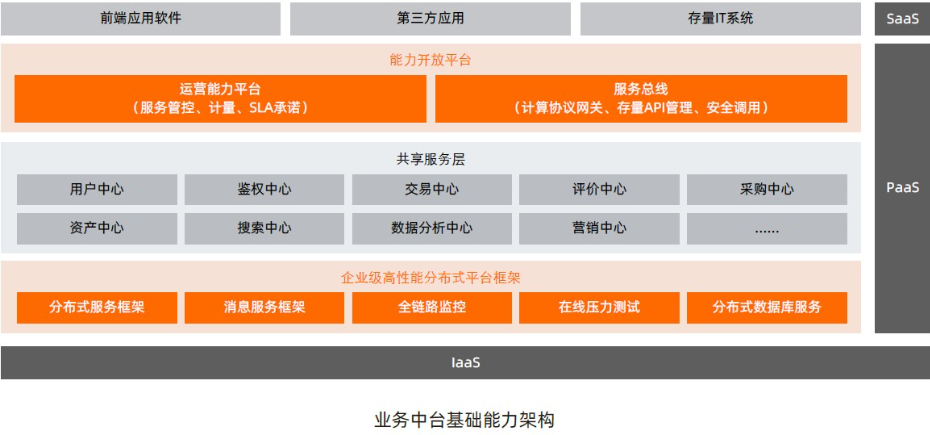 前端应用软件
第三方应用
存量IT系统
SaaS
能力开放平台
运营能力平台
（服务管控、计量、SLA承诺）
服务总线
（计算协议网关、存量API管理、安全调用）
共享服务层
用户中心
鉴权中心
交易中心
评价中心
采购中心
PaaS
资产中心
搜索中心
数据分析中心
营销中心
......
企业级高性能分布式平台框架
分布式服务框架
消息服务框架
全链路监控
在线压力测试
分布式数据库服务
IaaS
业务中台基础能力架构